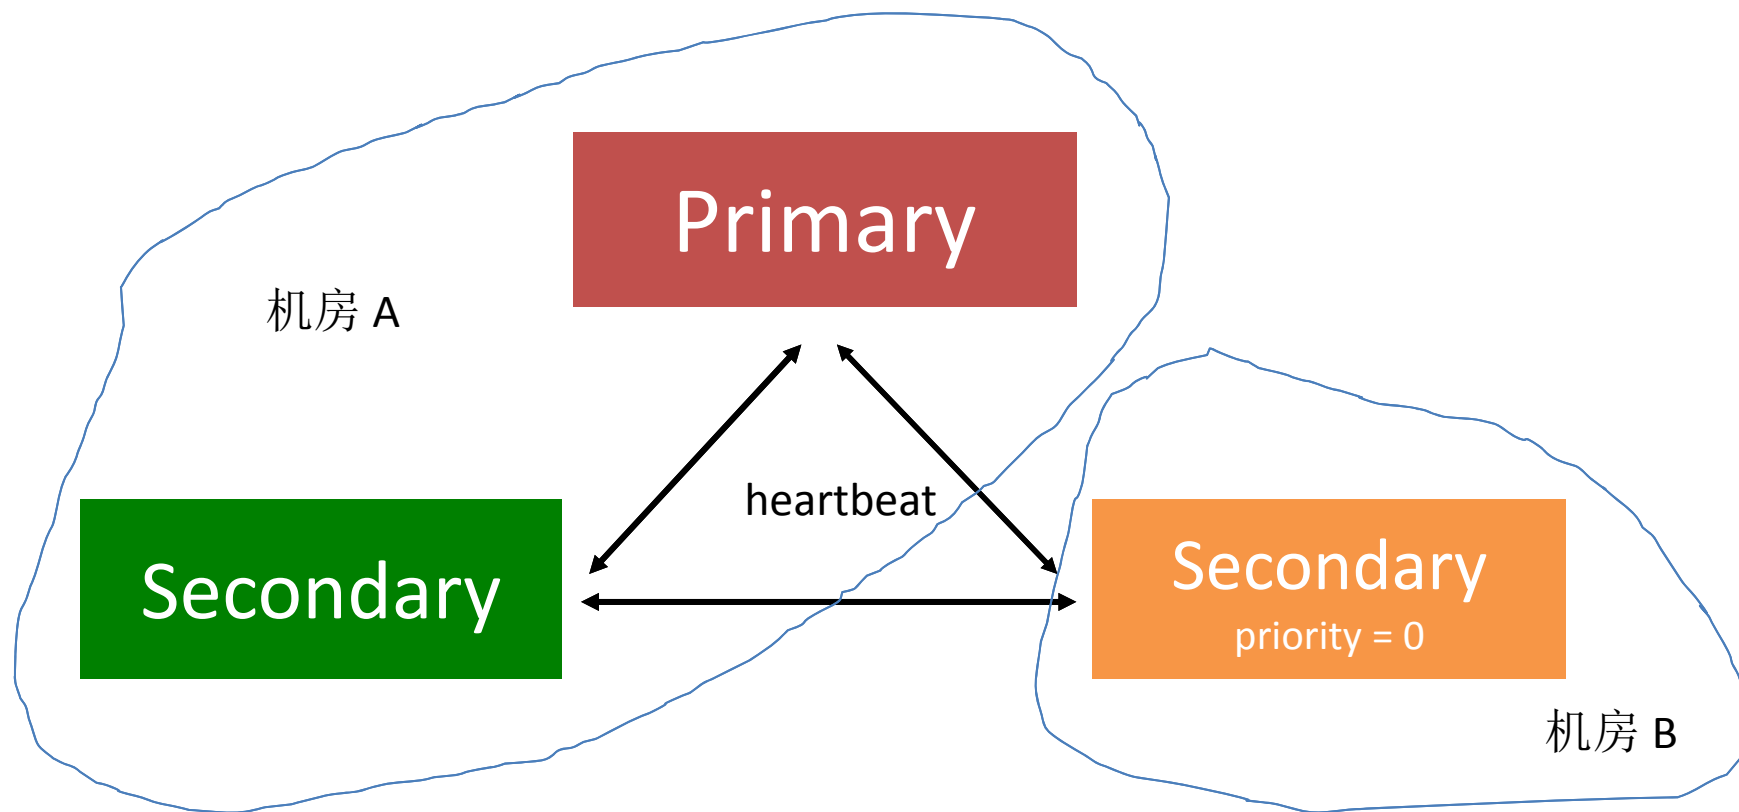 Primary
机房 A
heartbeat
Secondary
Secondary
priority = 0
机房 B